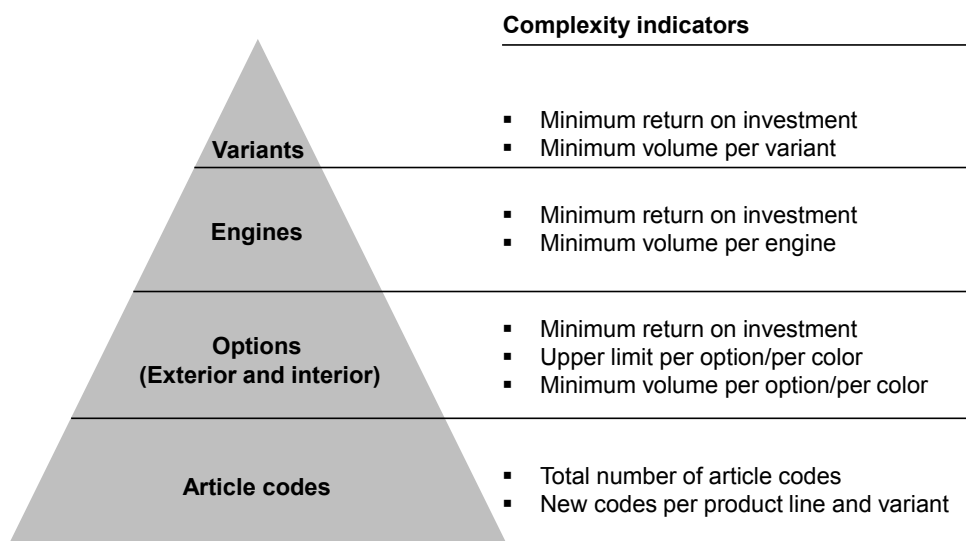 Complexity indicators
Variants
▪ Minimum return on investment
▪ Minimum volume per variant
Engines
▪ Minimum return on investment
▪ Minimum volume per engine
Options
(Exterior and interior)
▪ Minimum return on investment
▪ Upper limit per option/per color
▪ Minimum volume per option/per color
Article codes
▪ Total number of article codes
▪ New codes per product line and variant